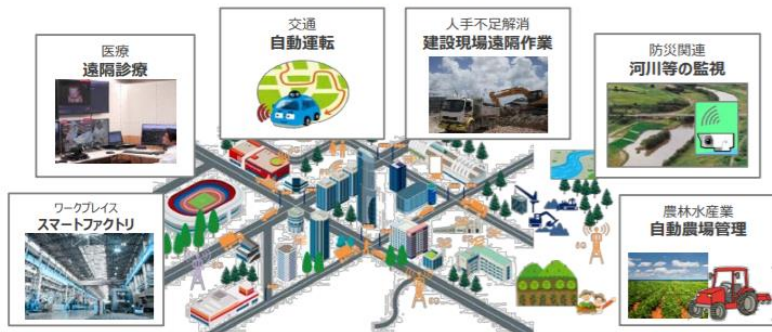 交通
自動運転
人手不足解消
建設現場遠隔作業
医療
遠隔診療
防災関連
河川等の監視
ワークプレイス
スマートファクトリ
農林水産業
自動農場管理